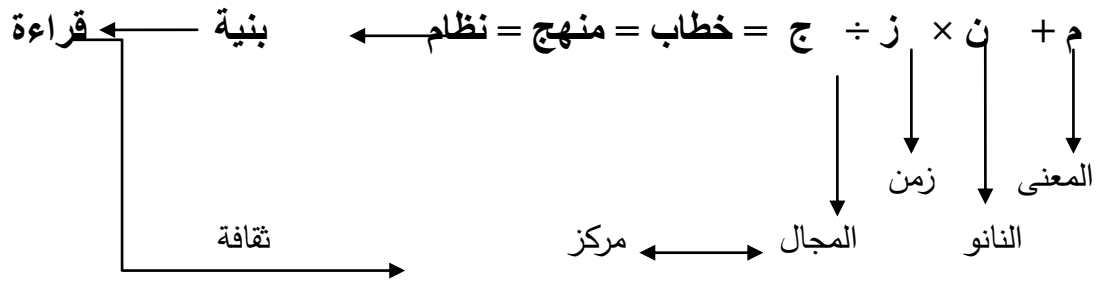 م + ن × ز ÷ ج = خطاب = منهج = نظام بنية قراءة
المعنى زمن
النانو المجال مركز ثقافة